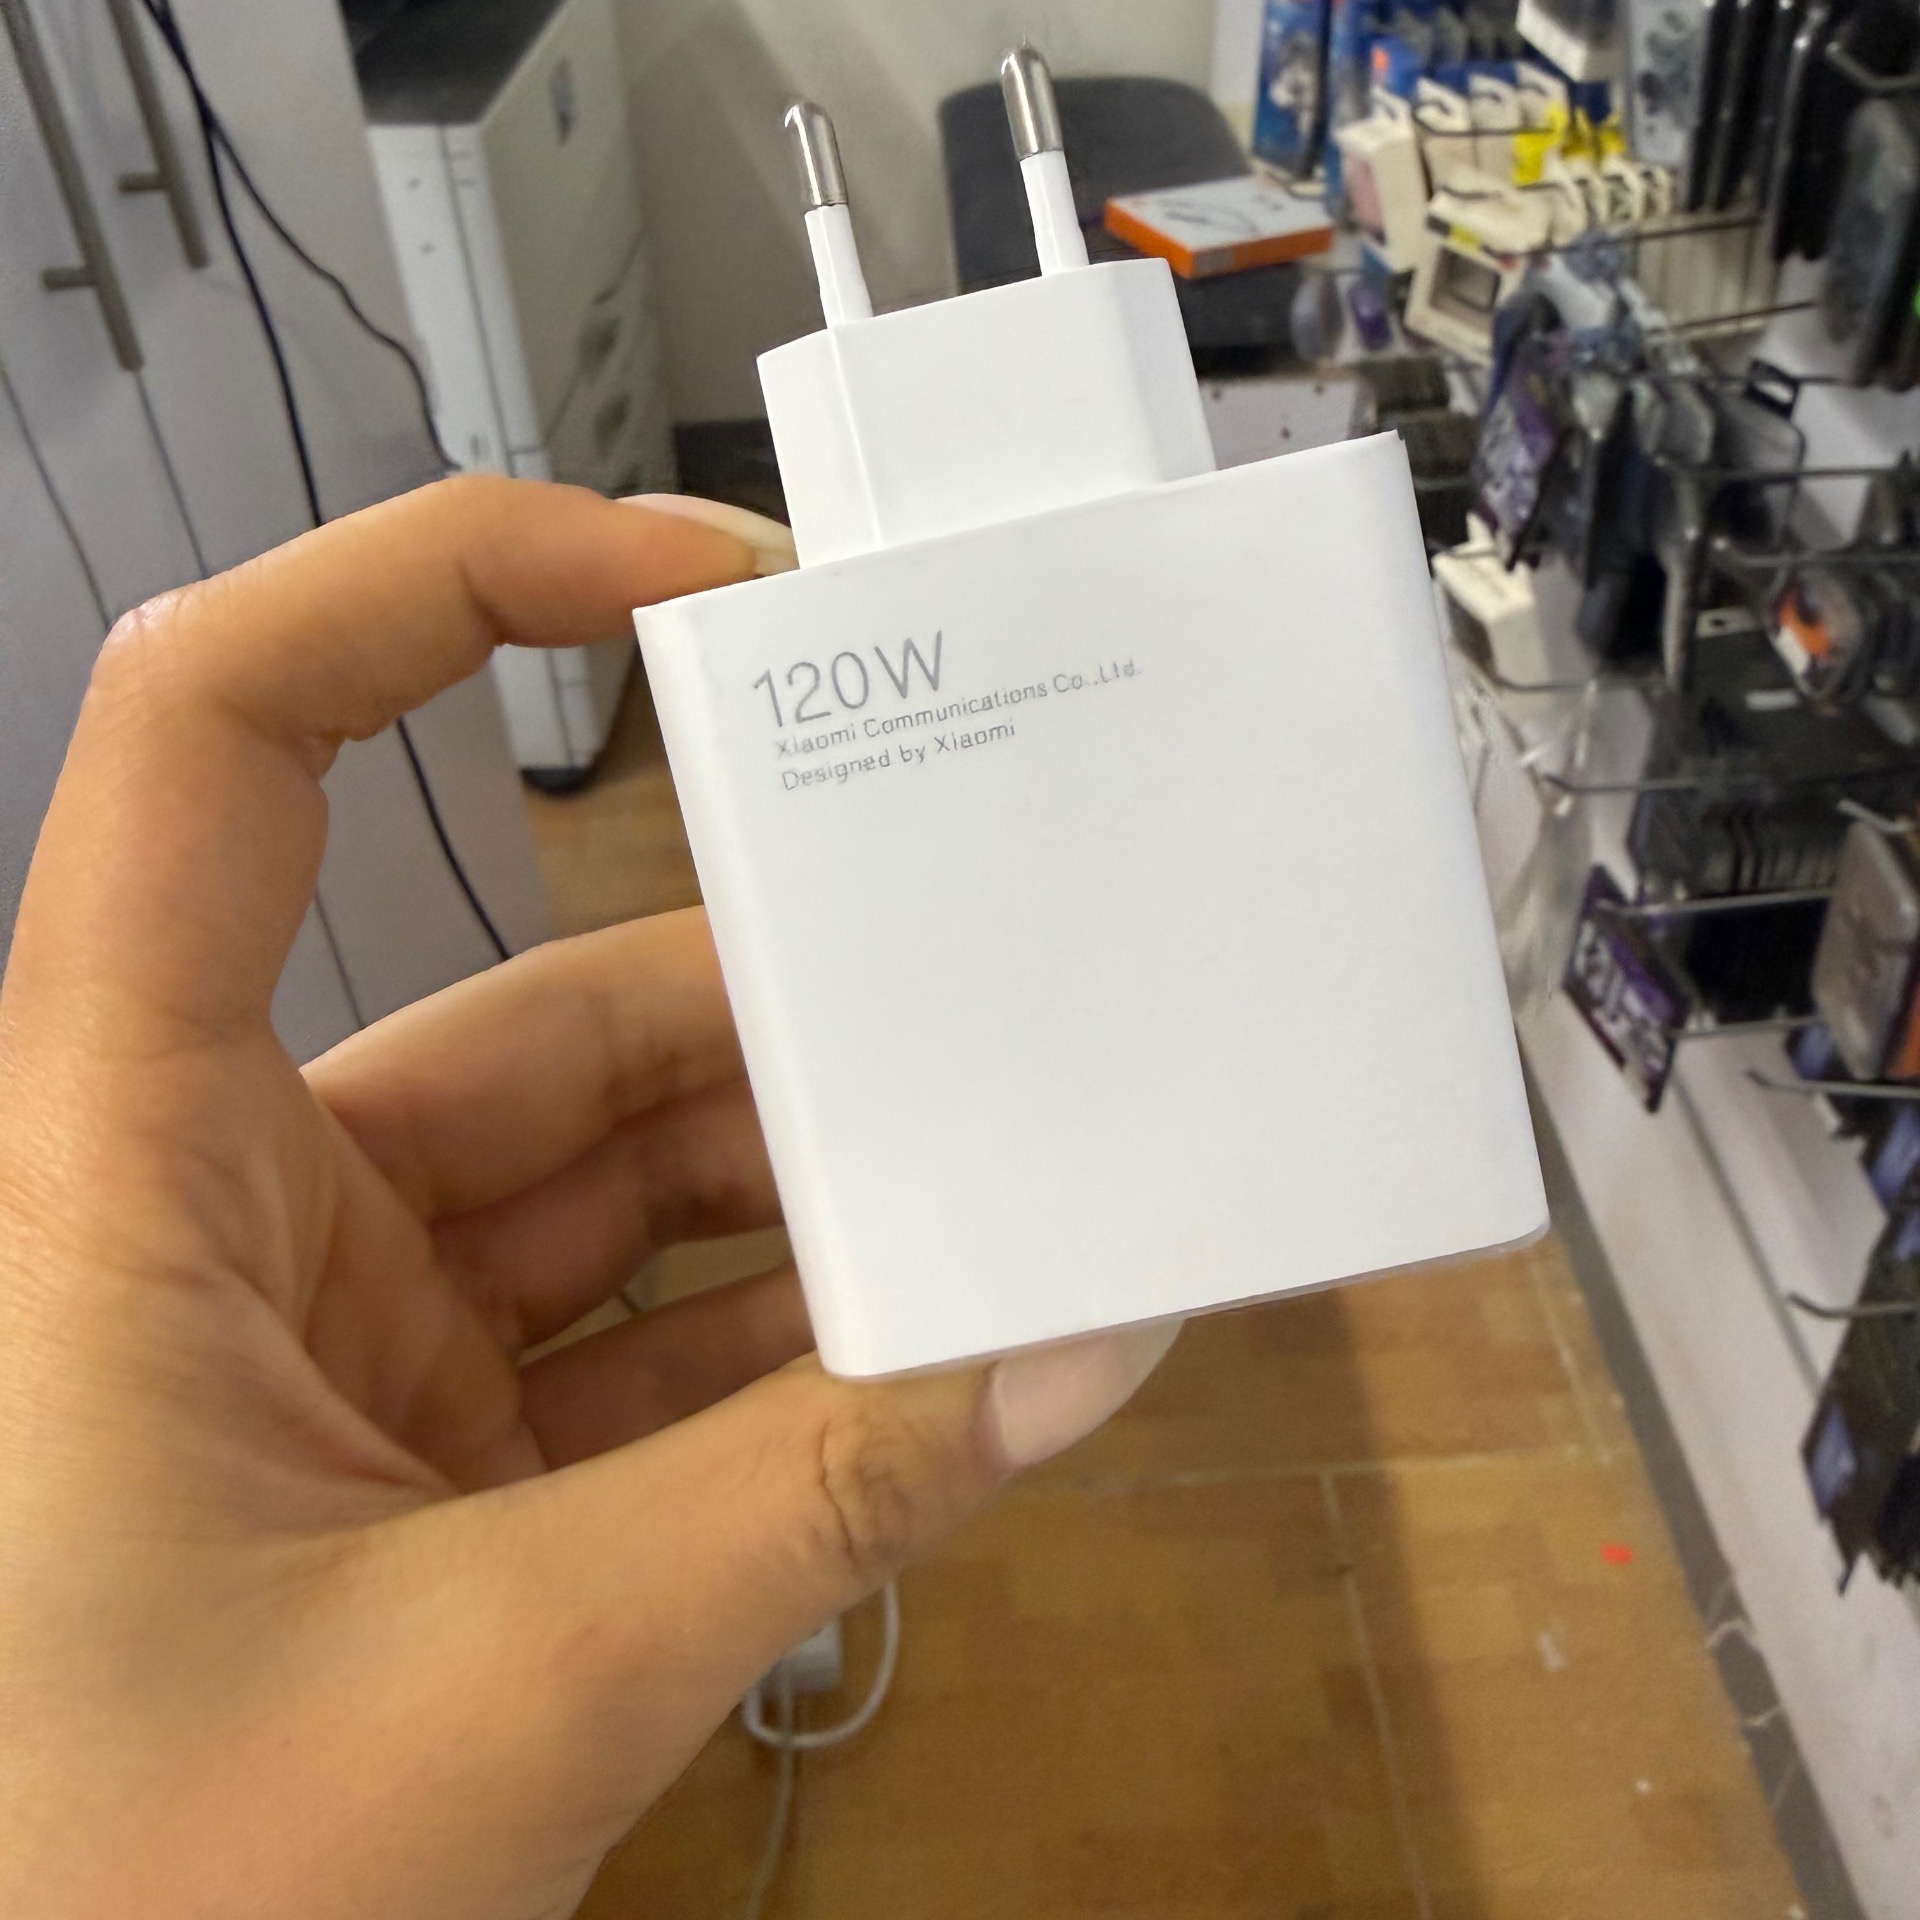 120W
Xiaomi Communications Co.,Ltd.
Designed by Xiaomi